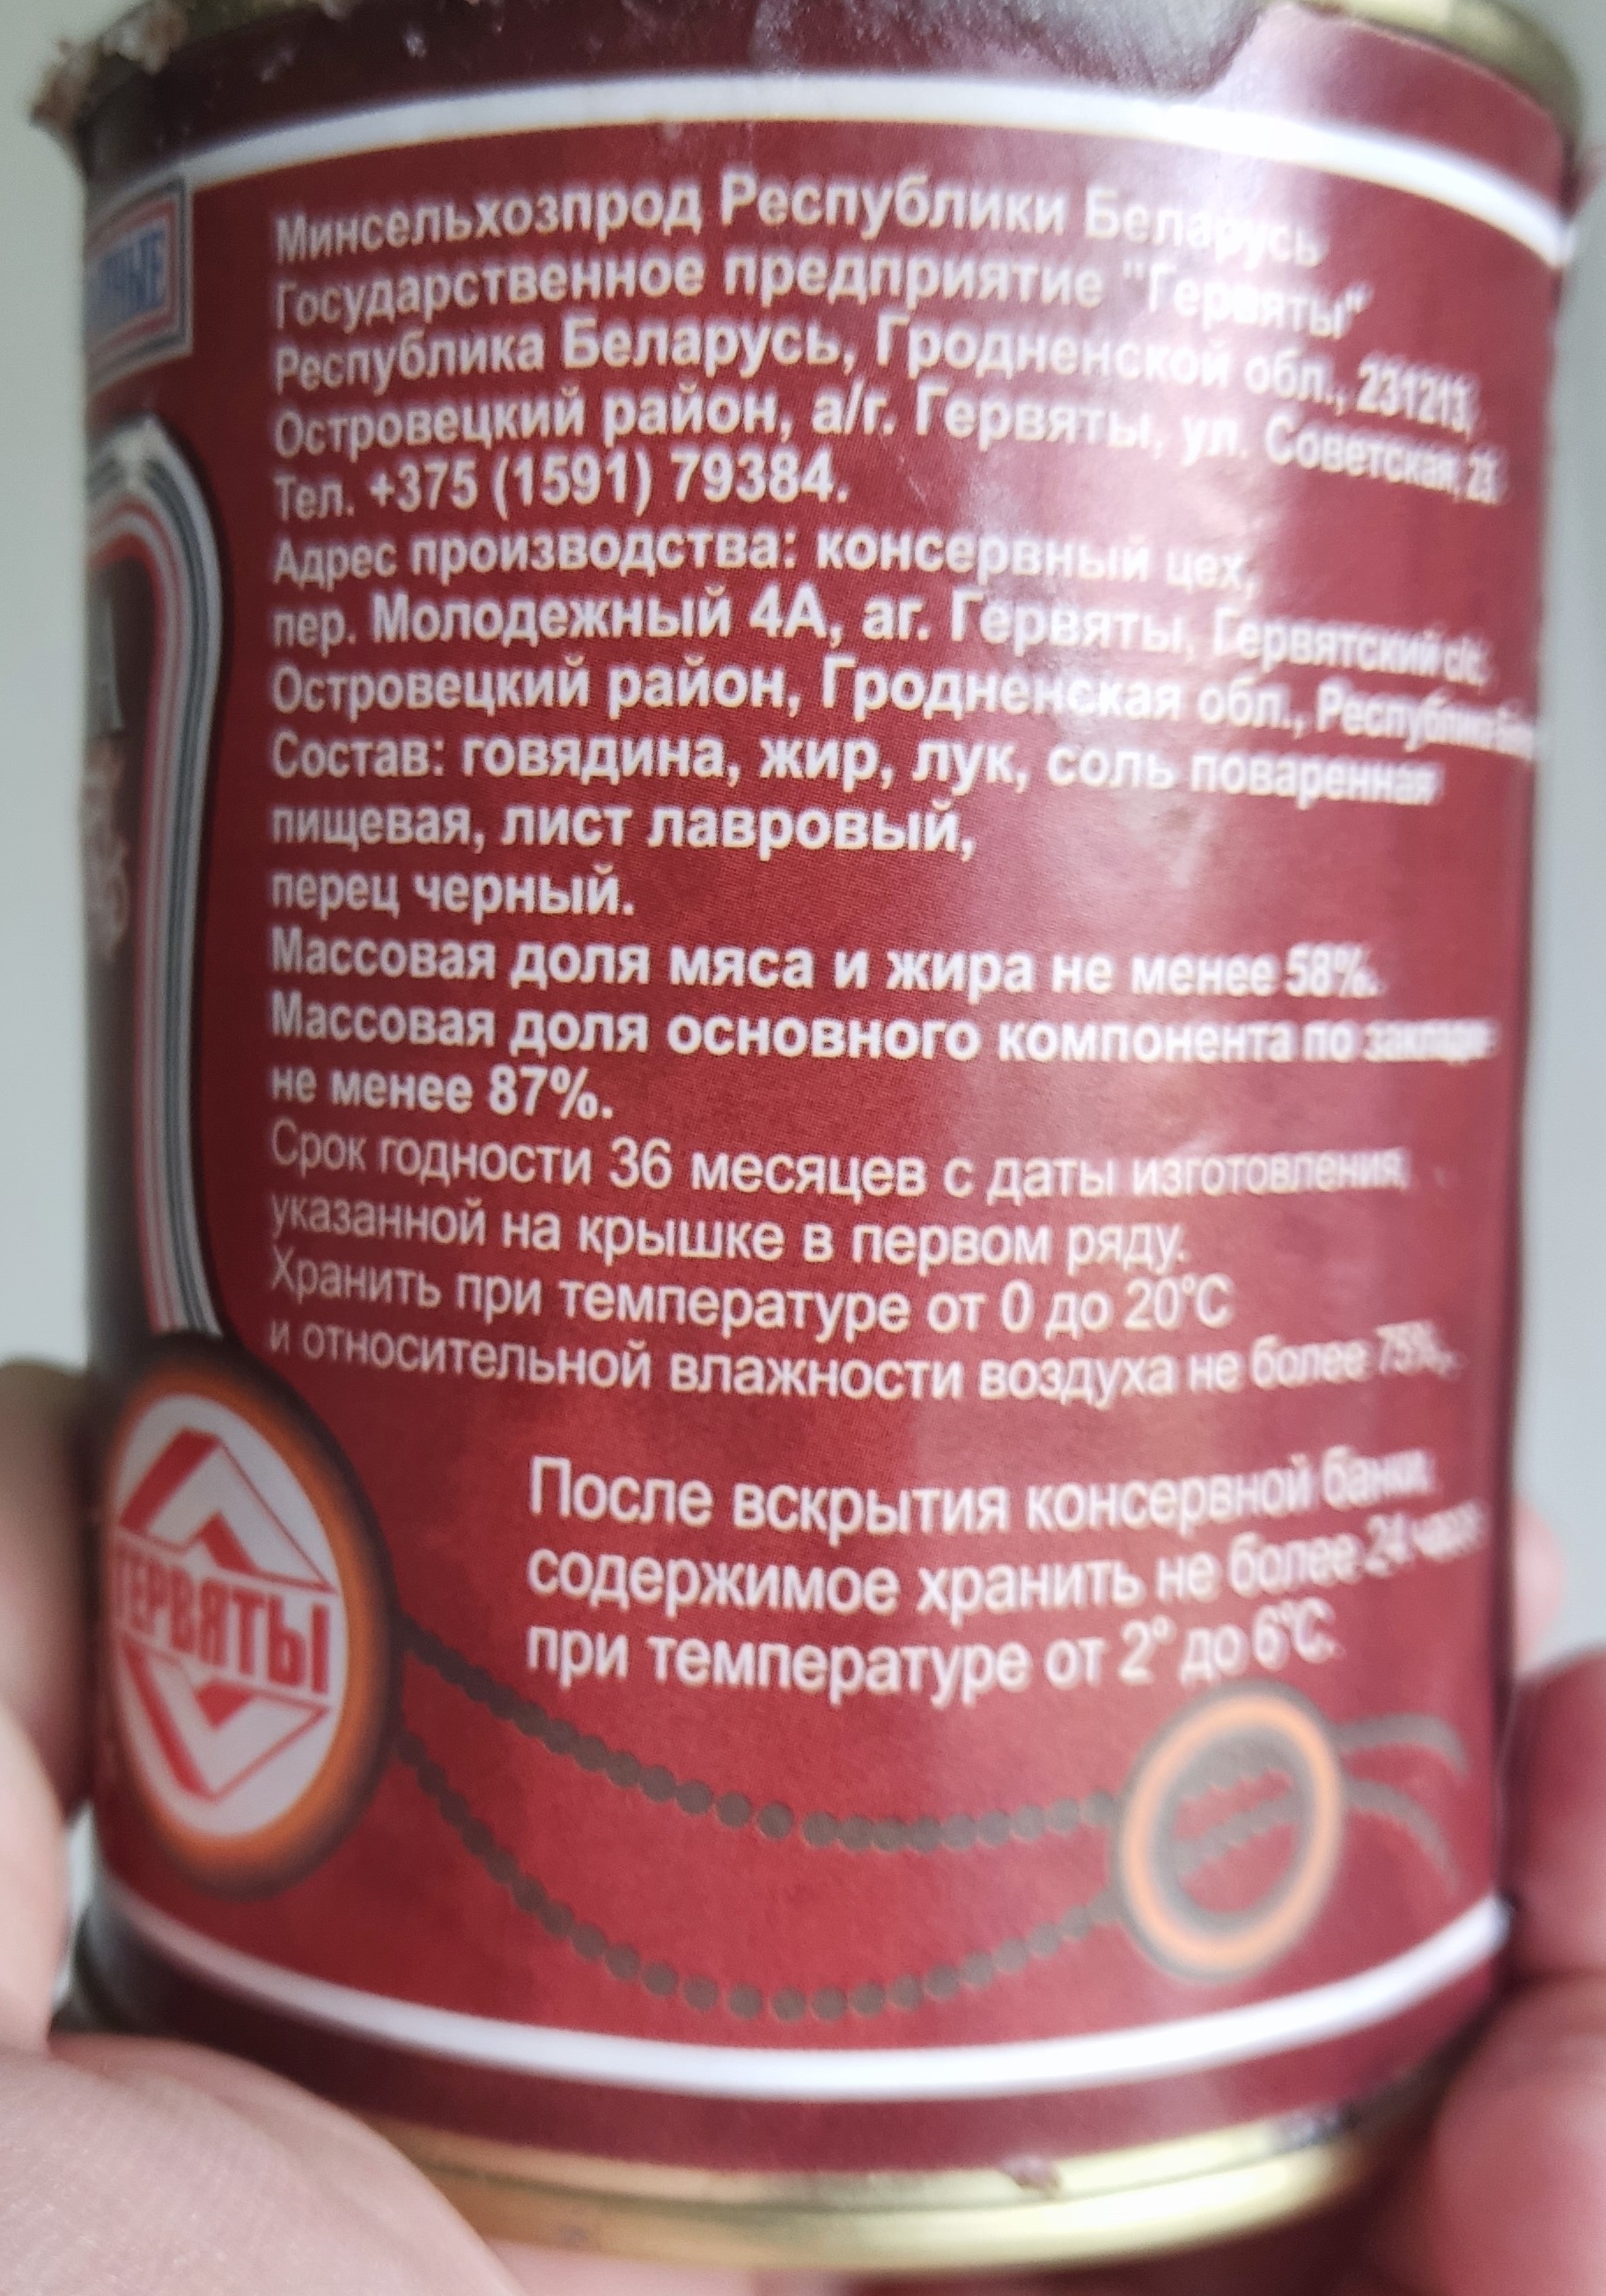 Минсельхозпрод Республики Беларусь
Государственное предприятие "Гервяты"
Республика Беларусь, Гродненской обл., 231213,
Островецкий район, а/г. Гервяты, ул. Советская, 23.
Тел. +375 (1591) 79384.
Адрес производства: консервный цех,
пер. Молодежный 4А, аг. Гервяты, Гервятский с/с,
Островецкий район, Гродненская обл., Республика
Состав: говядина, жир, лук, соль поваренная
пищевая, лист лавровый,
перец черный.
Массовая доля мяса и жира не менее 58%.
Массовая доля основного компонента по закладке
не менее 87%.
Срок годности 36 месяцев с даты изготовления,
указанной на крышке в первом ряду.
Хранить при температуре от 0 до 20°С
и относительной влажности воздуха не более 75%.
После вскрытия консервной банки
содержимое хранить не более 24 часов
при температуре от 2° до 6°С.
ГЕРВЯТЫ